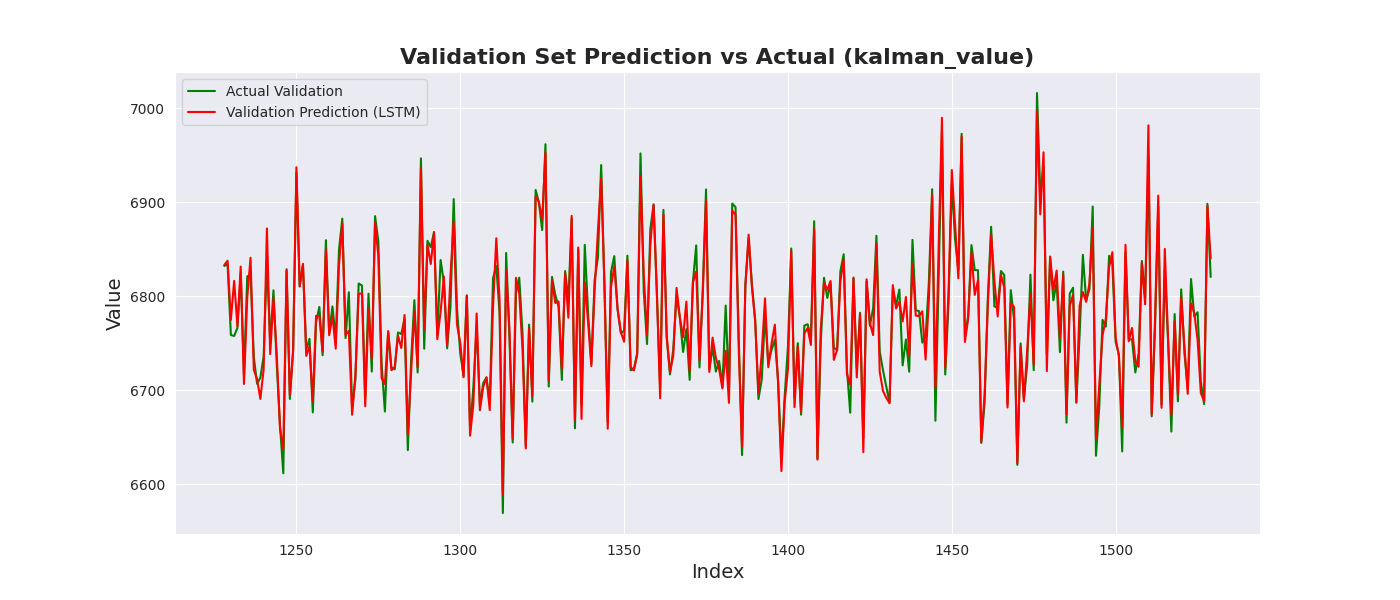 Validation Set Prediction vs Actual (kalman_value)
Actual Validation
Validation Prediction (LSTM)
7000
6900
6800
6700
6600
Value
1250 1300 1350 1400 1450 1500
Index